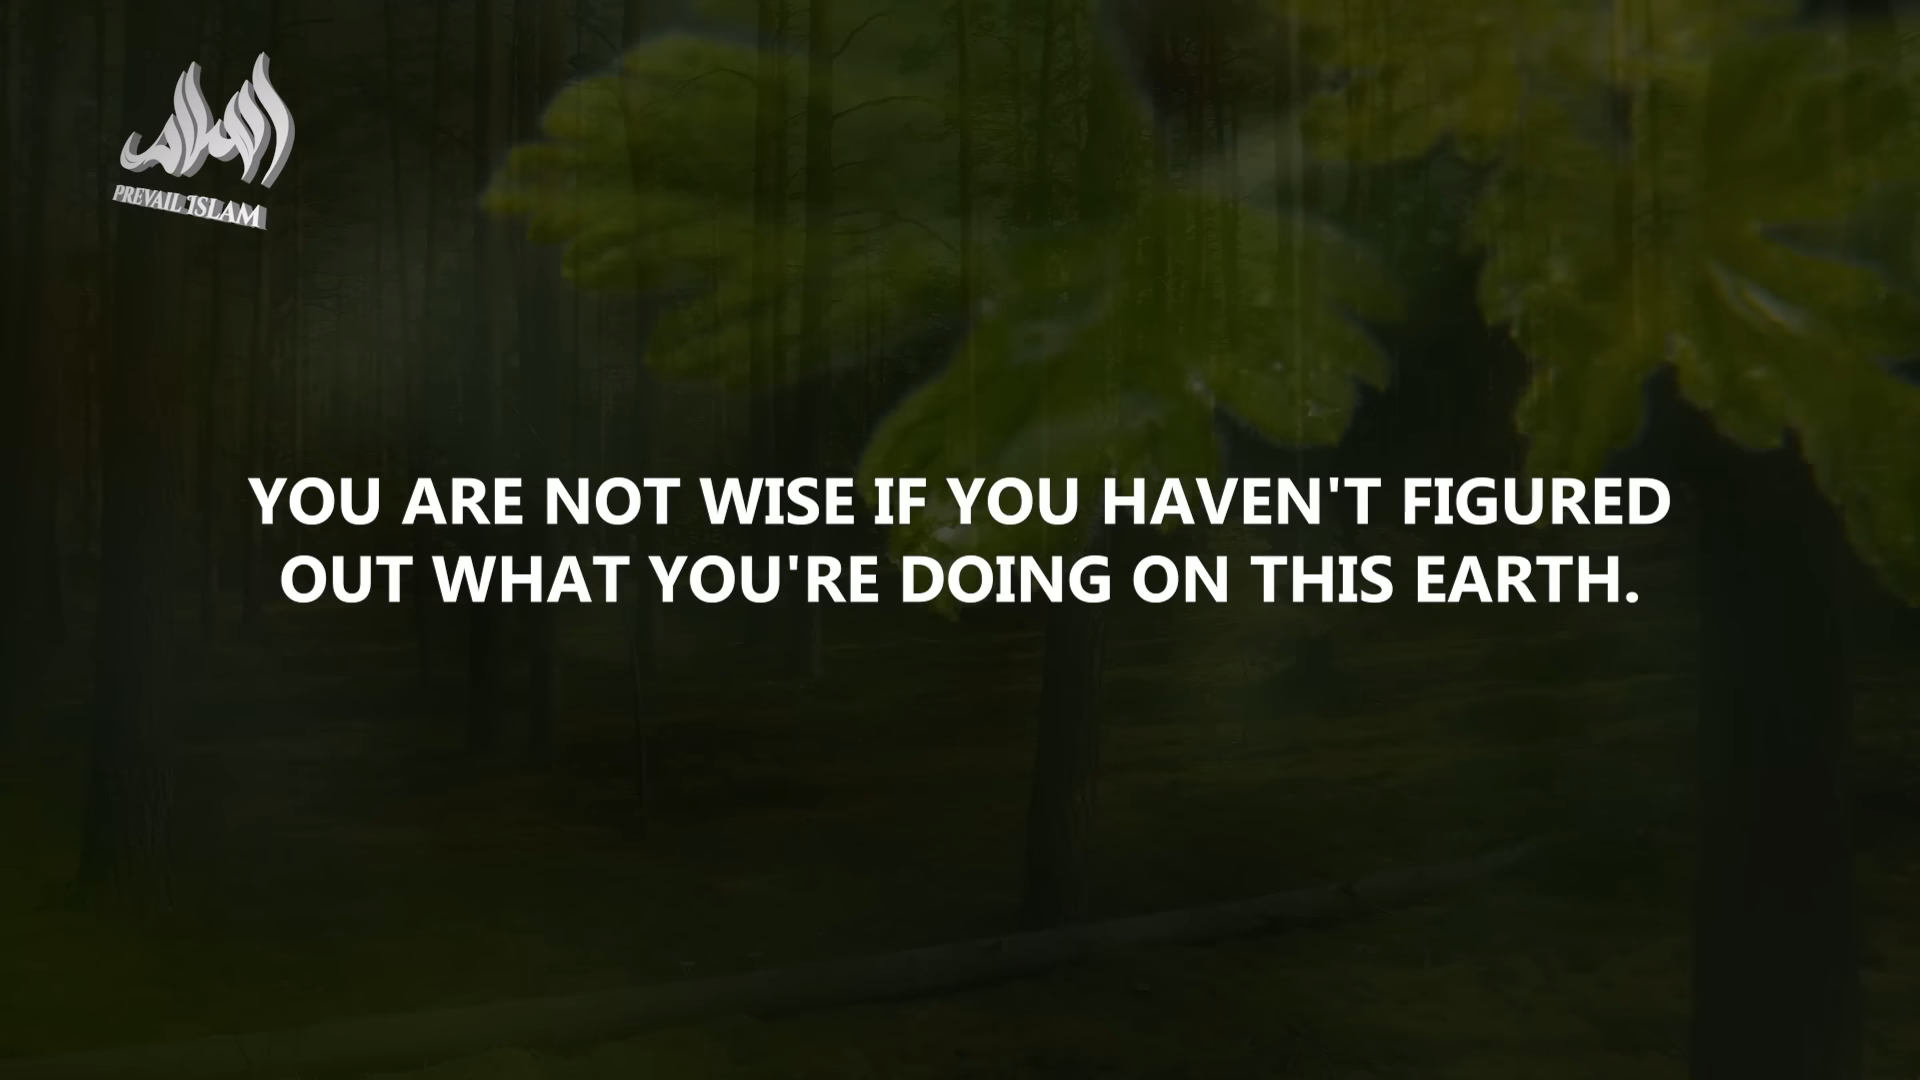 PREVAIL ISLAM
YOU ARE NOT WISE IF YOU HAVEN'T FIGURED
OUT WHAT YOU'RE DOING ON THIS EARTH.